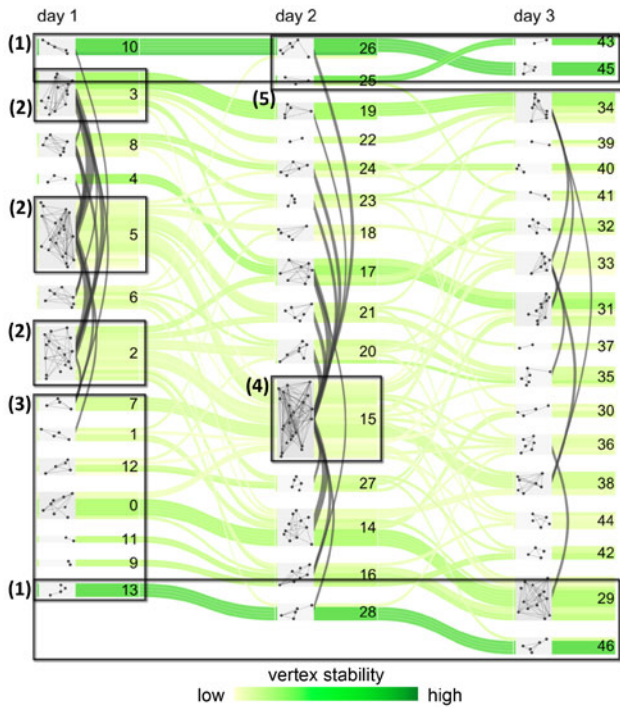 day 1 day 2 day 3
(1) 10 26 43
25 45
(2) 3 (5) 19 34
8 22 39
4 24 40
23 41
(2) 5 18 32
17 33
6 21 31
(2) 2 20 37
(4) 15 35
(3) 7 30
1 36
12 27 38
0 14 44
11
9 16 42
(1) 13 28 29
46
vertex stability
low high